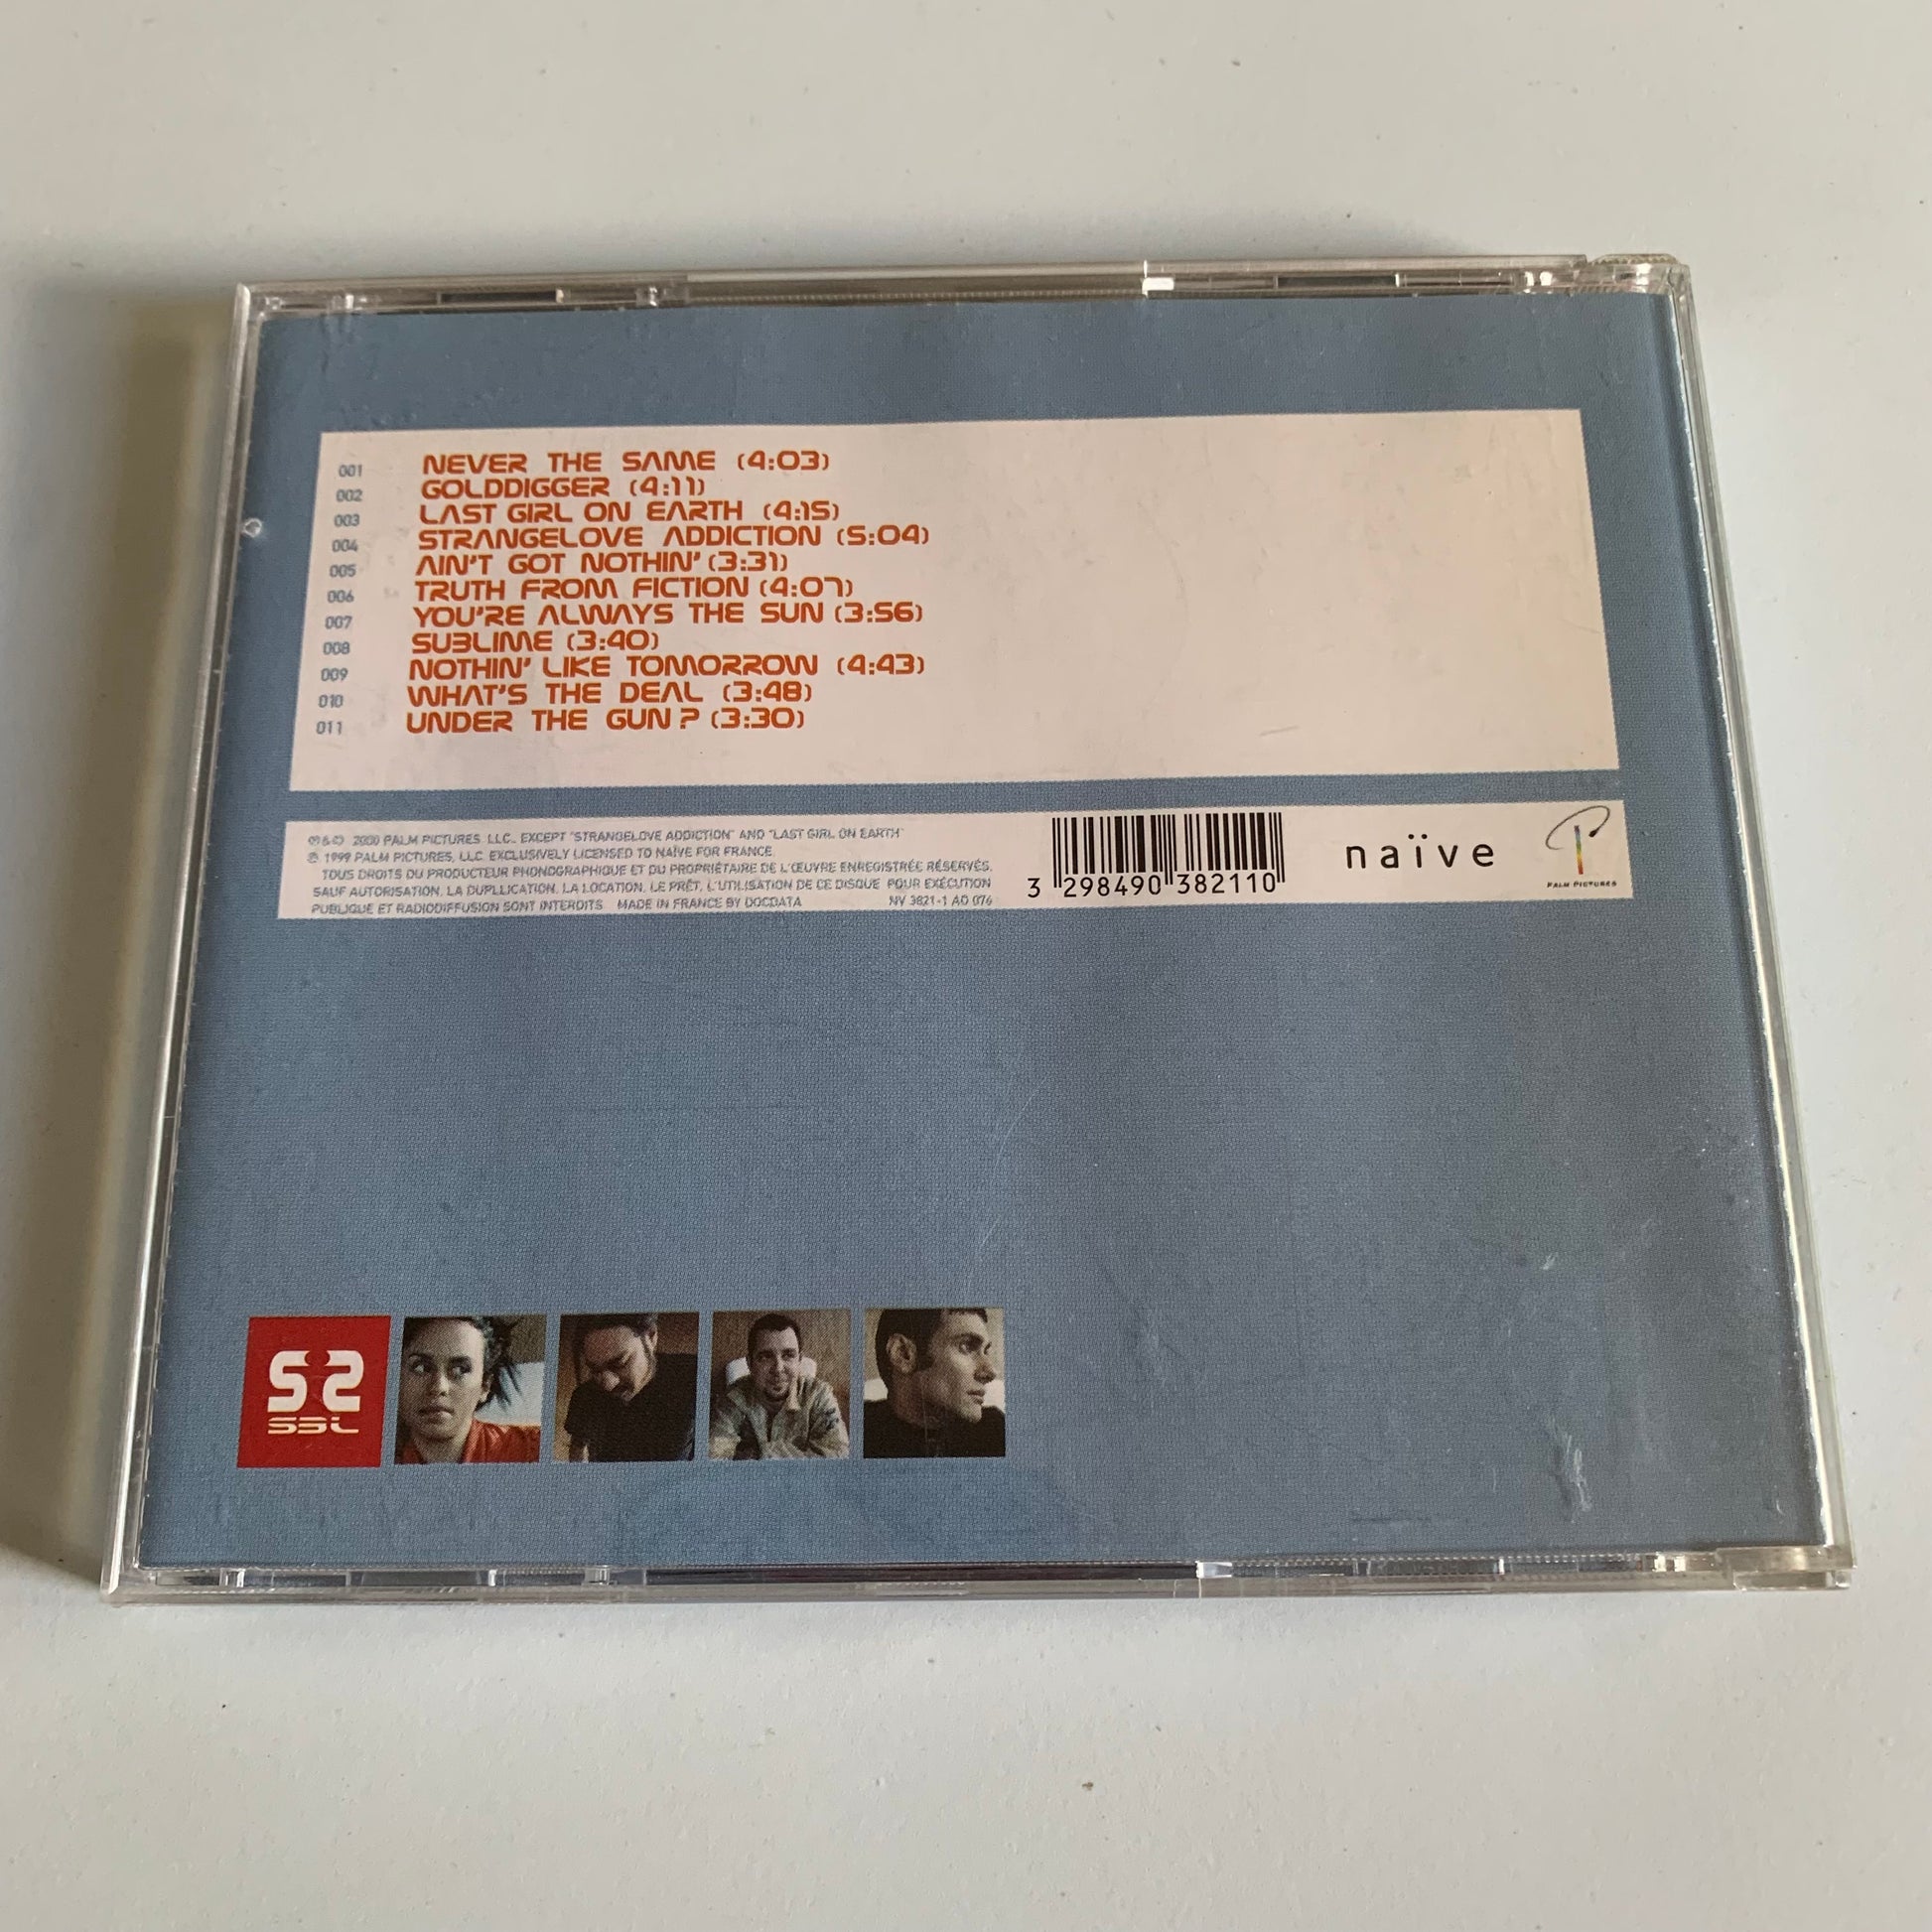 001 NEVER THE SAME (4:03)
002 GOLDDIGGER (4:11)
003 LAST GIRL ON EARTH (4:15)
004 STRANGELOVE ADDICTION (5:04)
005 AIN'T GOT NOTHIN' (3:31)
006 TRUTH FROM FICTION (4:07)
007 YOU'RE ALWAYS THE SUN (3:56)
008 SUBLIME (3:40)
009 NOTHIN' LIKE TOMORROW (4:43)
010 WHAT'S THE DEAL (3:48)
011 UNDER THE GUN? (3:30)
℗&© 2000 PALM PICTURES, LLC., EXCEPT "STRANGELOVE ADDICTION" AND "LAST GIRL ON EARTH"
℗ 1999 PALM PICTURES, LLC. EXCLUSIVELY LICENSED TO NAÏVE FOR FRANCE.
TOUS DROITS DU PRODUCTEUR PHONOGRAPHIQUE ET DU PROPRIÉTAIRE DE L'ŒUVRE ENREGISTRÉE RÉSERVÉS.
SAUF AUTORISATION, LA DUPLLICATION, LA LOCATION, LE PRÊT, L'UTILISATION DE CE DISQUE POUR EXÉCUTION
PUBLIQUE ET RADIODIFFUSION SONT INTERDITS. MADE IN FRANCE BY DOCDATA NV 3821-1 AD 076
3 298490 382110
naïve
PALM PICTURES
S2
SSL